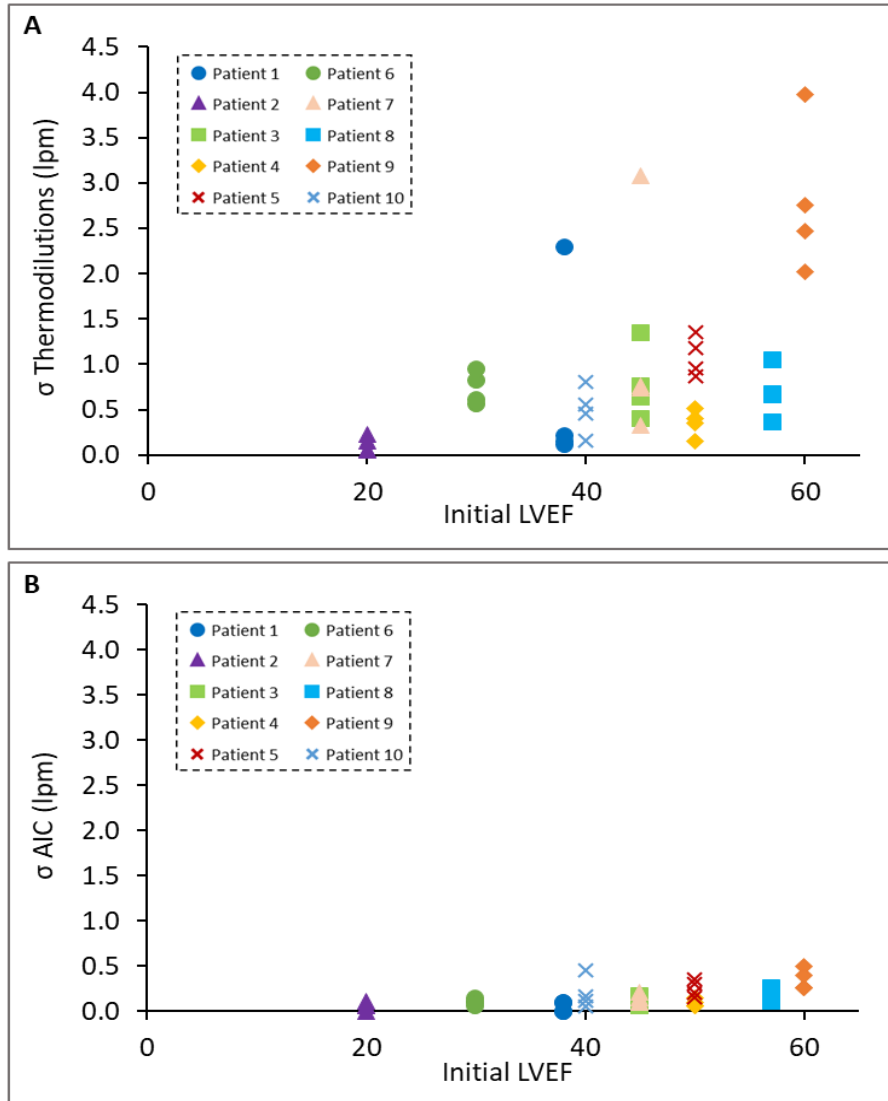 A
4.5
4.0
3.5
3.0
2.5
2.0
1.5
1.0
0.5
0.0
σ Thermodilutions (lpm)
Patient 1 Patient 6
Patient 2 Patient 7
Patient 3 Patient 8
Patient 4 Patient 9
Patient 5 Patient 10
0 20 40 60
Initial LVEF
B
4.5
4.0
3.5
3.0
2.5
2.0
1.5
1.0
0.5
0.0
σ AIC (lpm)
Patient 1 Patient 6
Patient 2 Patient 7
Patient 3 Patient 8
Patient 4 Patient 9
Patient 5 Patient 10
0 20 40 60
Initial LVEF